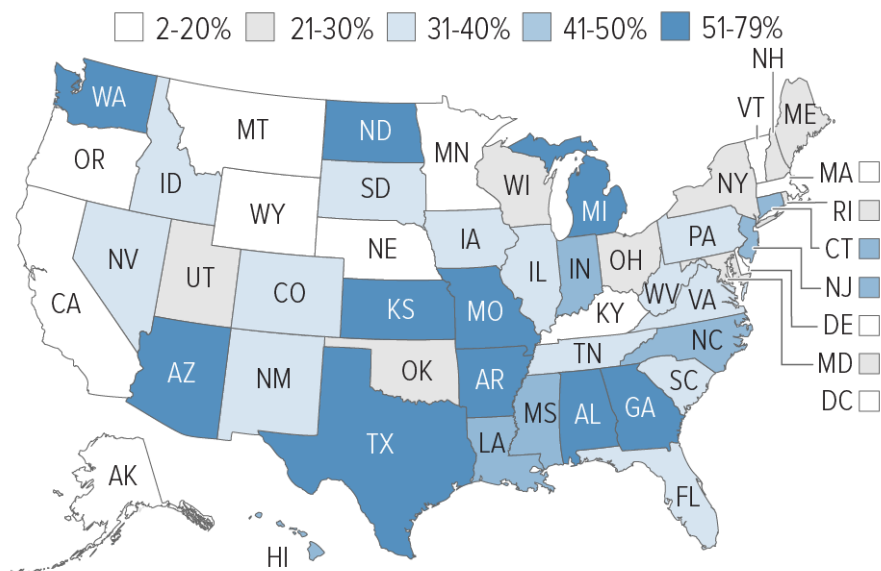 2-20% 21-30% 31-40% 41-50% 51-79%
NH
VT
WA
MT
ND
MN
ME
OR
ID
SD
WI
NY
MA
WY
MI
RI
NV
NE
IA
PA
CT
CA
UT
CO
IL
IN
OH
NJ
KS
MO
KY
WV
VA
DE
AZ
NM
OK
AR
TN
NC
MD
SC
DC
TX
LA
MS
AL
GA
AK
FL
HI